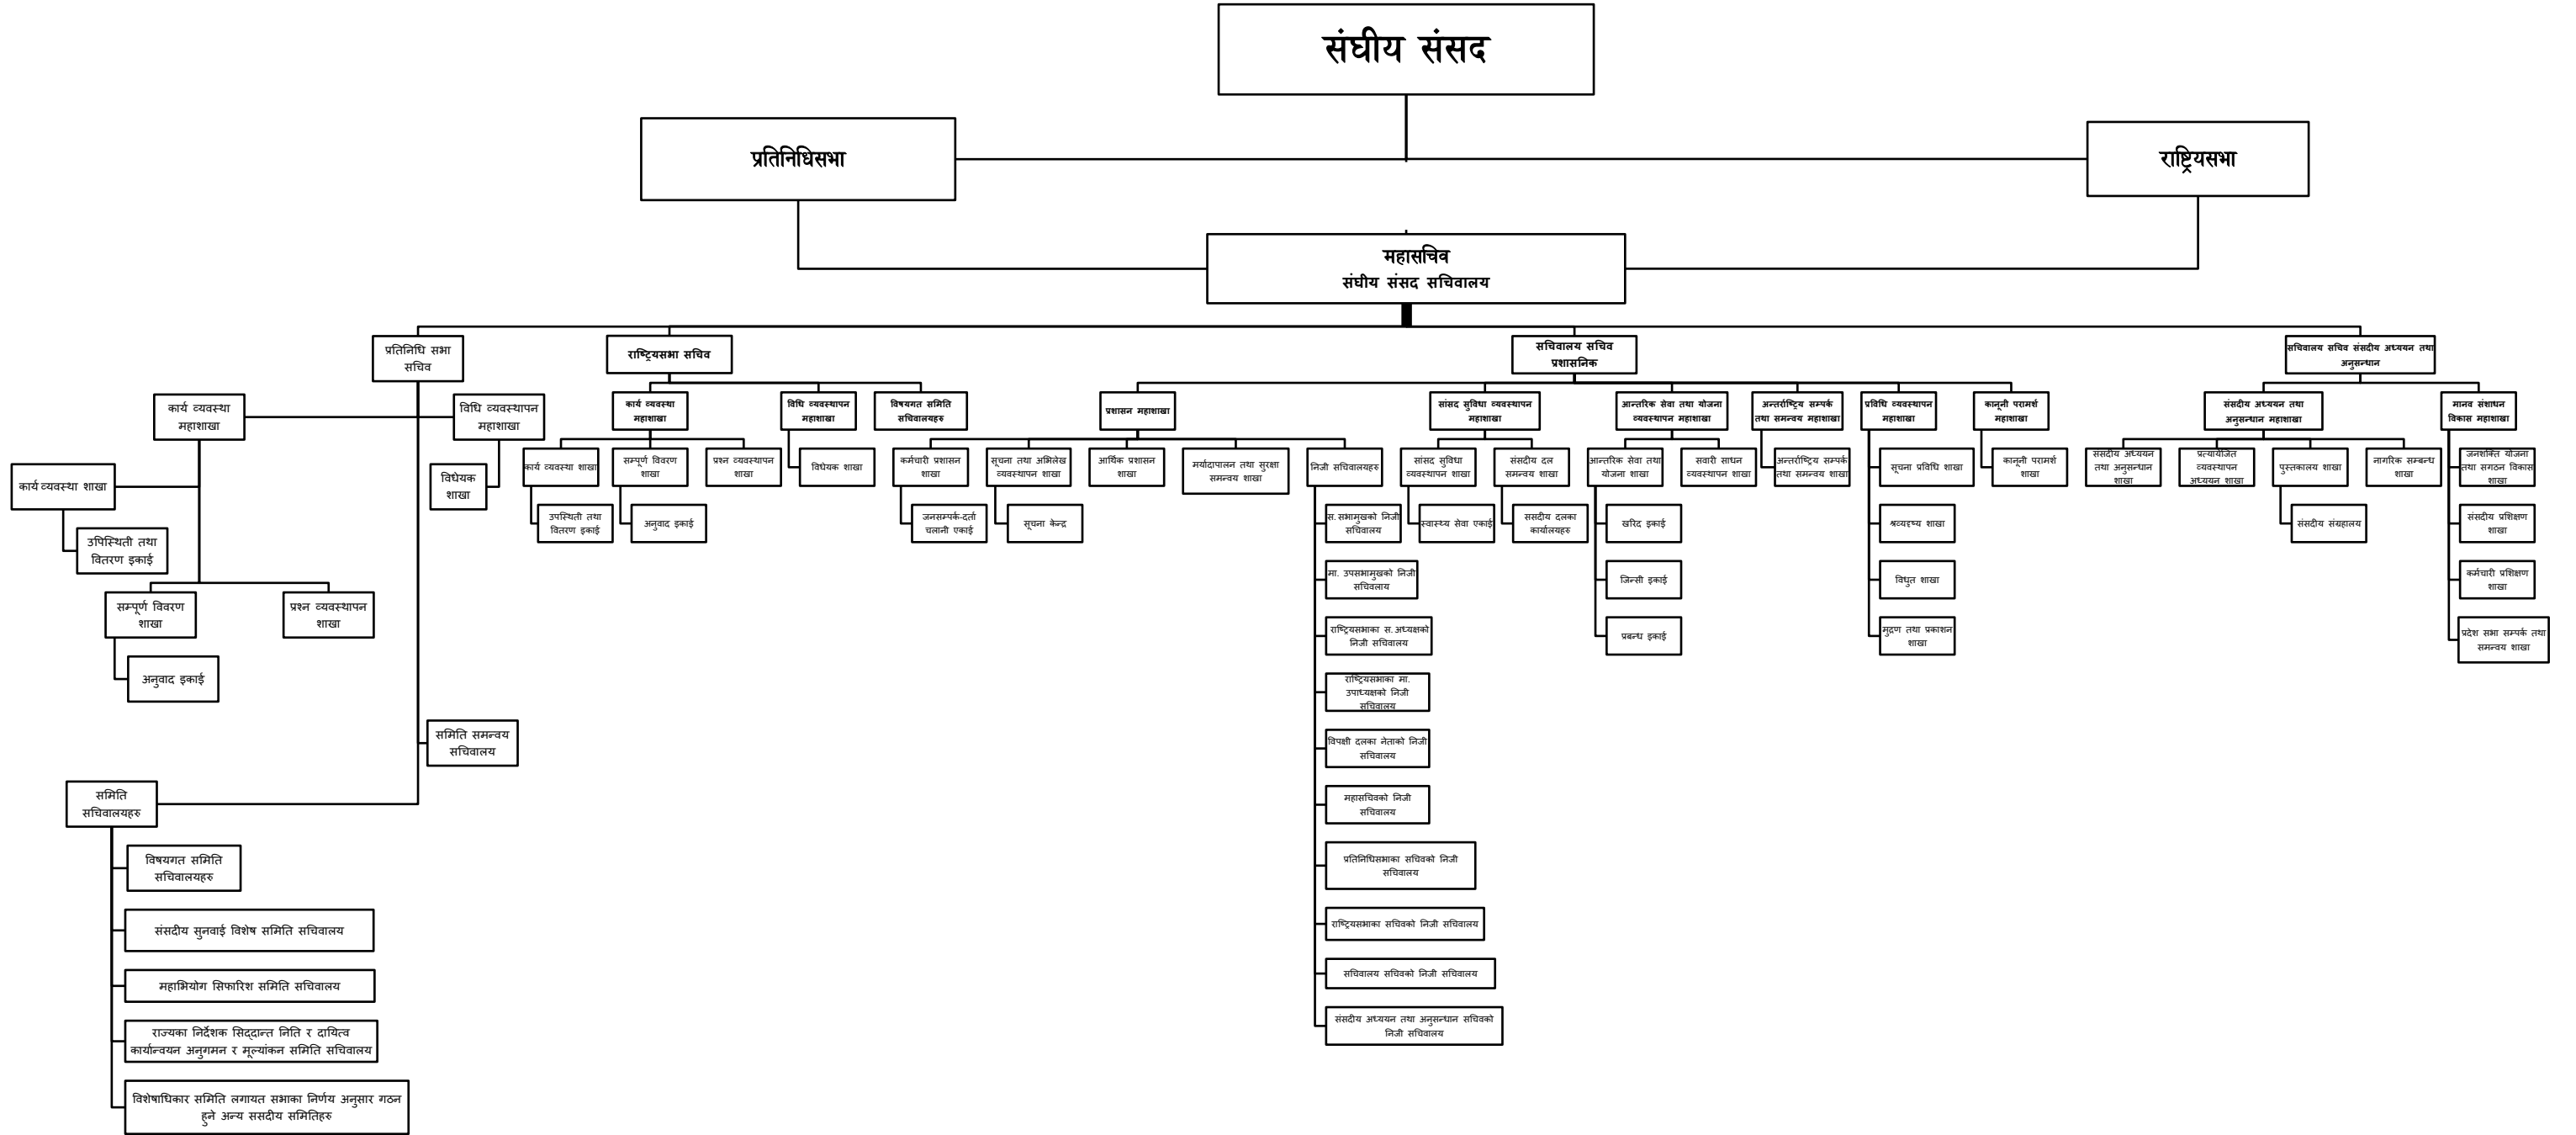 संघीय संसद
प्रतिनिधिसभा
राष्ट्रियसभा
महासचिव
संघीय संसद सचिवालय
प्रतिनिधि सभा
सचिव
राष्ट्रियसभा सचिव
सचिवालय सचिव
प्रशासनिक
सचिवालय सचिव संसदीय अध्ययन तथा
अनुसन्धान
कार्य व्यवस्था
महाशाखा
विधि व्यवस्थापन
महाशाखा
कार्य व्यवस्था
महाशाखा
विधि व्यवस्थापन
महाशाखा
विषयगत समिति
सचिवालयहरु
प्रशासन महाशाखा
सांसद सुविधा व्यवस्थापन
महाशाखा
आन्तरिक सेवा तथा योजना
व्यवस्थापन महाशाखा
अन्तर्राष्ट्रिय सम्पर्क
तथा समन्वय महाशाखा
प्रविधि व्यवस्थापन
महाशाखा
कानूनी परामर्श
महाशाखा
संसदीय अध्ययन तथा
अनुसन्धान महाशाखा
मानव संशाधन
विकास महाशाखा
कार्य व्यवस्था शाखा
विधेयक
शाखा
कार्य व्यवस्था शाखा
सम्पूर्ण विवरण
शाखा
प्रश्न व्यवस्थापन
शाखा
विधेयक शाखा
कर्मचारी प्रशासन
शाखा
सूचना तथा अभिलेख
व्यवस्थापन शाखा
आर्थिक प्रशासन
शाखा
मर्यादापालन तथा सुरक्षा
समन्वय शाखा
निजी सचिवालयहरु
सांसद सुविधा
व्यवस्थापन शाखा
संसदीय दल
समन्वय शाखा
आन्तरिक सेवा तथा
योजना शाखा
सवारी साधन
व्यवस्थापन शाखा
अन्तर्राष्ट्रिय सम्पर्क
तथा समन्वय शाखा
सूचना प्रविधि शाखा
कानूनी परामर्श
शाखा
संसदीय अध्ययन
तथा अनुसन्धान
शाखा
प्रत्यायोजित
व्यवस्थापन
अध्ययन शाखा
पुस्तकालय शाखा
नागरिक सम्बन्ध
शाखा
जनशक्ति योजना
तथा सगठन विकास
शाखा
उपिस्थिती तथा
वितरण इकाई
उपस्थिती तथा
वितरण इकाई
अनुवाद इकाई
जनसम्पर्क-दर्ता
चलानी एकाई
सूचना केन्द्र
स. सभामुखको निजी
सचिवालय
स्वास्थ्य सेवा एकाई
ससदीय दलका
कार्यालयहरु
खरिद इकाई
श्रव्यदृष्य शाखा
संसदीय संग्रहालय
संसदीय प्रशिक्षण
शाखा
मा. उपसभामुखको निजी
सचिवलाय
जिन्सी इकाई
विधुत शाखा
कर्मचारी प्रशिक्षण
शाखा
सम्पूर्ण विवरण
शाखा
प्रश्न व्यवस्थापन
शाखा
राष्ट्रियसभाका स. अध्यक्षको
निजी सचिवालय
प्रबन्ध इकाई
मुद्रण तथा प्रकाशन
शाखा
प्रदेश सभा सम्पर्क तथा
समन्वय शाखा
अनुवाद इकाई
राष्ट्रियसभाका मा.
उपाध्यक्षको निजी
सचिवालय
समिति समन्वय
सचिवालय
विपक्षी दलका नेताको निजी
सचिवालय
समिति
सचिवालयहरु
महासचिवको निजी
सचिवालय
विषयगत समिति
सचिवालयहरु
प्रतिनिधिसभाका सचिवको निजी
सचिवालय
संसदीय सुनवाई विशेष समिति सचिवालय
राष्ट्रियसभाका सचिवको निजी सचिवालय
महाभियोग सिफारिश समिति सचिवालय
सचिवालय सचिवको निजी सचिवालय
राज्यका निर्देशक सिद्दान्त निति र दायित्व
कार्यान्वयन अनुगमन र मूल्यांकन समिति सचिवालय
संसदीय अध्ययन तथा अनुसन्धान सचिवको
निजी सचिवालय
विशेषाधिकार समिति लगायत सभाका निर्णय अनुसार गठन
हुने अन्य ससदीय समितिहरु